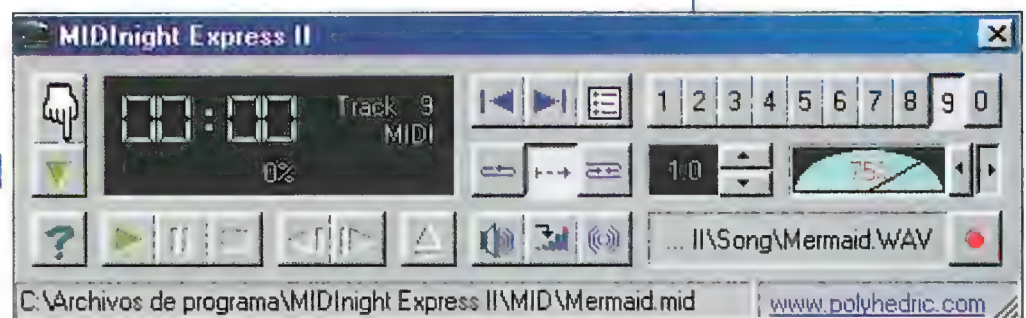 MIDInight Express II
00:00 Track 9
MIDI
0%
1 2 3 4 5 6 7 8 9 0
1.0 75%
?
... II\Song\Mermaid.WAV
C:\Archivos de programa\MIDInight Express II\MID\Mermaid.mid www.polyhedric.com